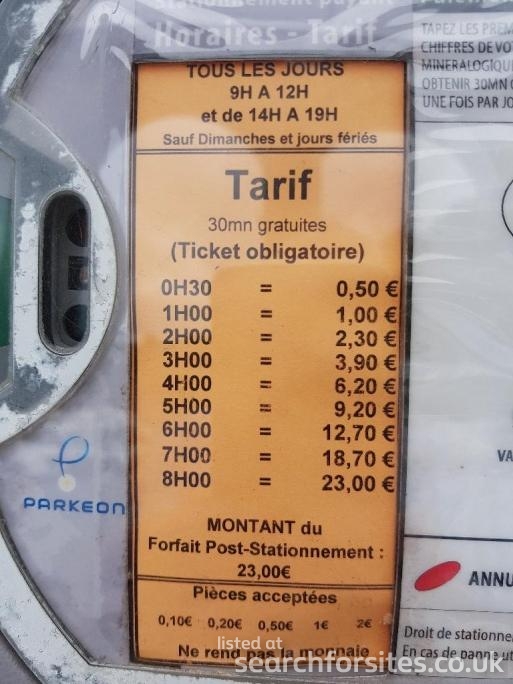 Stationnement payant
Horaires - Tarif
TOUS LES JOURS
9H A 12H
et de 14H A 19H
Sauf Dimanches et jours fériés
Tarif
30mn gratuites
(Ticket obligatoire)
0H30 = 0,50 €
1H00 = 1,00 €
2H00 = 2,30 €
3H00 = 3,90 €
4H00 = 6,20 €
5H00 = 9,20 €
6H00 = 12,70 €
7H00 = 18,70 €
8H00 = 23,00 €
MONTANT du
Forfait Post-Stationnement :
23,00€
Pièces acceptées
0,10€ 0,20€ 0,50€ 1€ 2€
Ne rend pas la monnaie
PARKEON
TAPEZ LES PREM
CHIFFRES DE VO
MINERALOGIQU
OBTENIR 30MN
UNE FOIS PAR JO
VA
ANNU
Droit de stationne
En cas de panne ut
listed at
searchforsites.co.uk